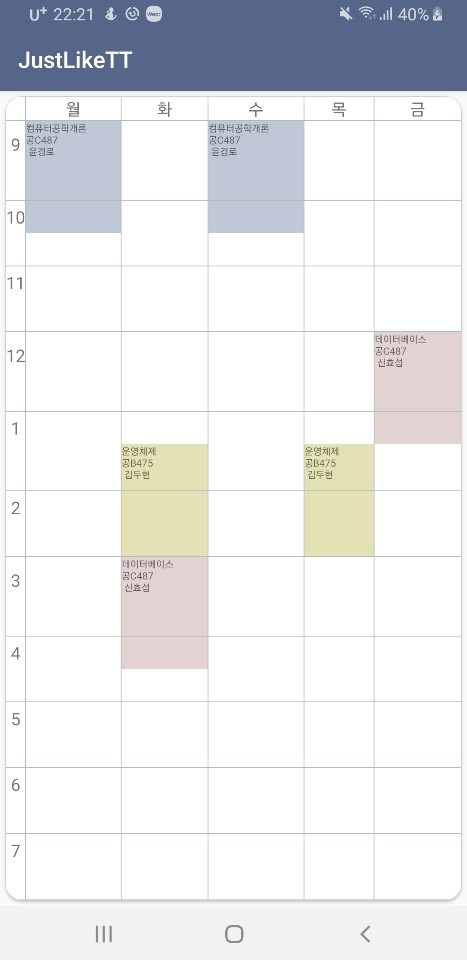 U+ 22:21 Wear 40%
JustLikeTT
월 화 수 목 금
9
컴퓨터공학개론
공C487
윤경로
컴퓨터공학개론
공C487
윤경로
10
11
12
데이터베이스
공C487
신효섭
1
운영체제
공B475
김두현
운영체제
공B475
김두현
2
3
데이터베이스
공C487
신효섭
4
5
6
7